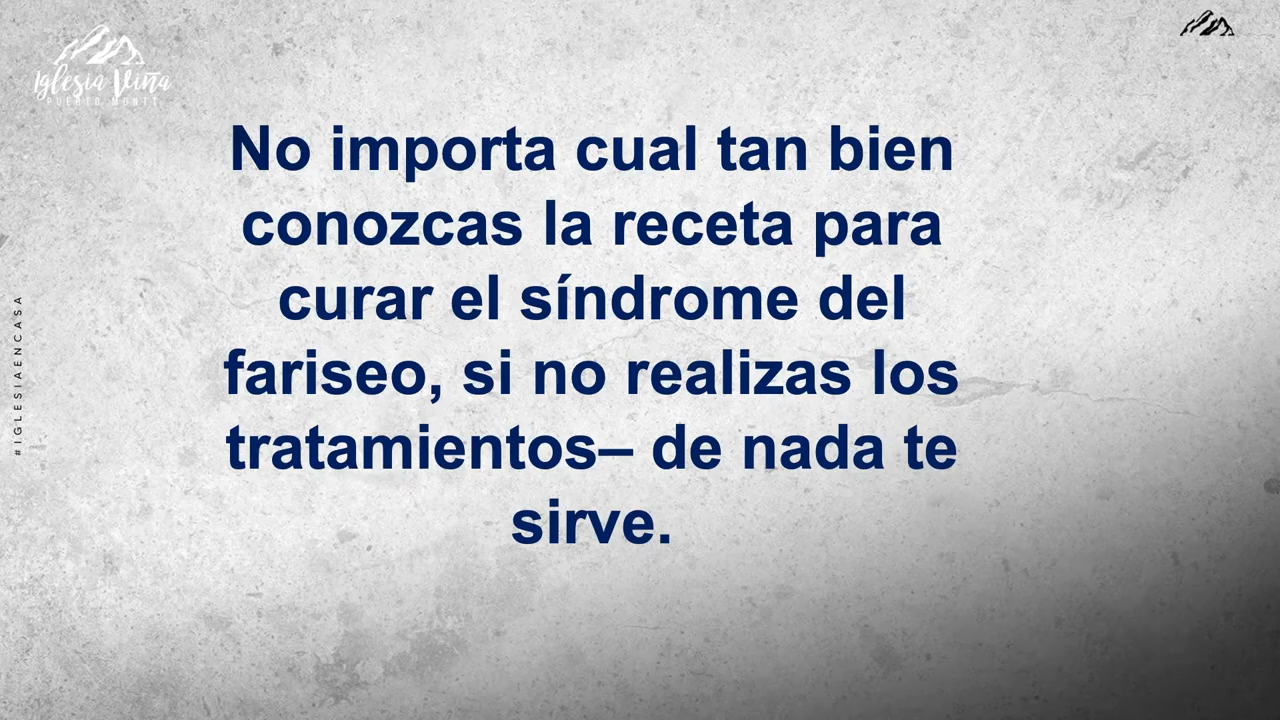 Iglesia Viña
PUERTO MONTT
No importa cual tan bien
conozcas la receta para
curar el síndrome del
fariseo, si no realizas los
tratamientos– de nada te
sirve.
#IGLESIAENCASA